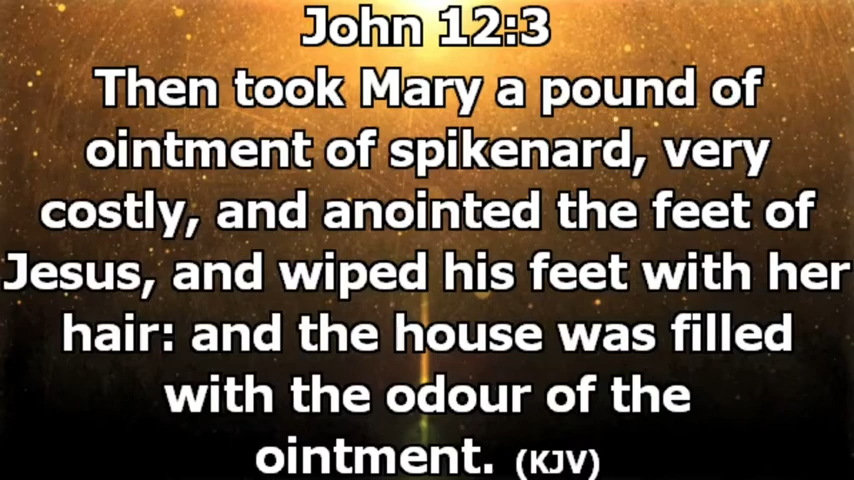 John 12:3
Then took Mary a pound of
ointment of spikenard, very
costly, and anointed the feet of
Jesus, and wiped his feet with her
hair: and the house was filled
with the odour of the
ointment. (KJV)